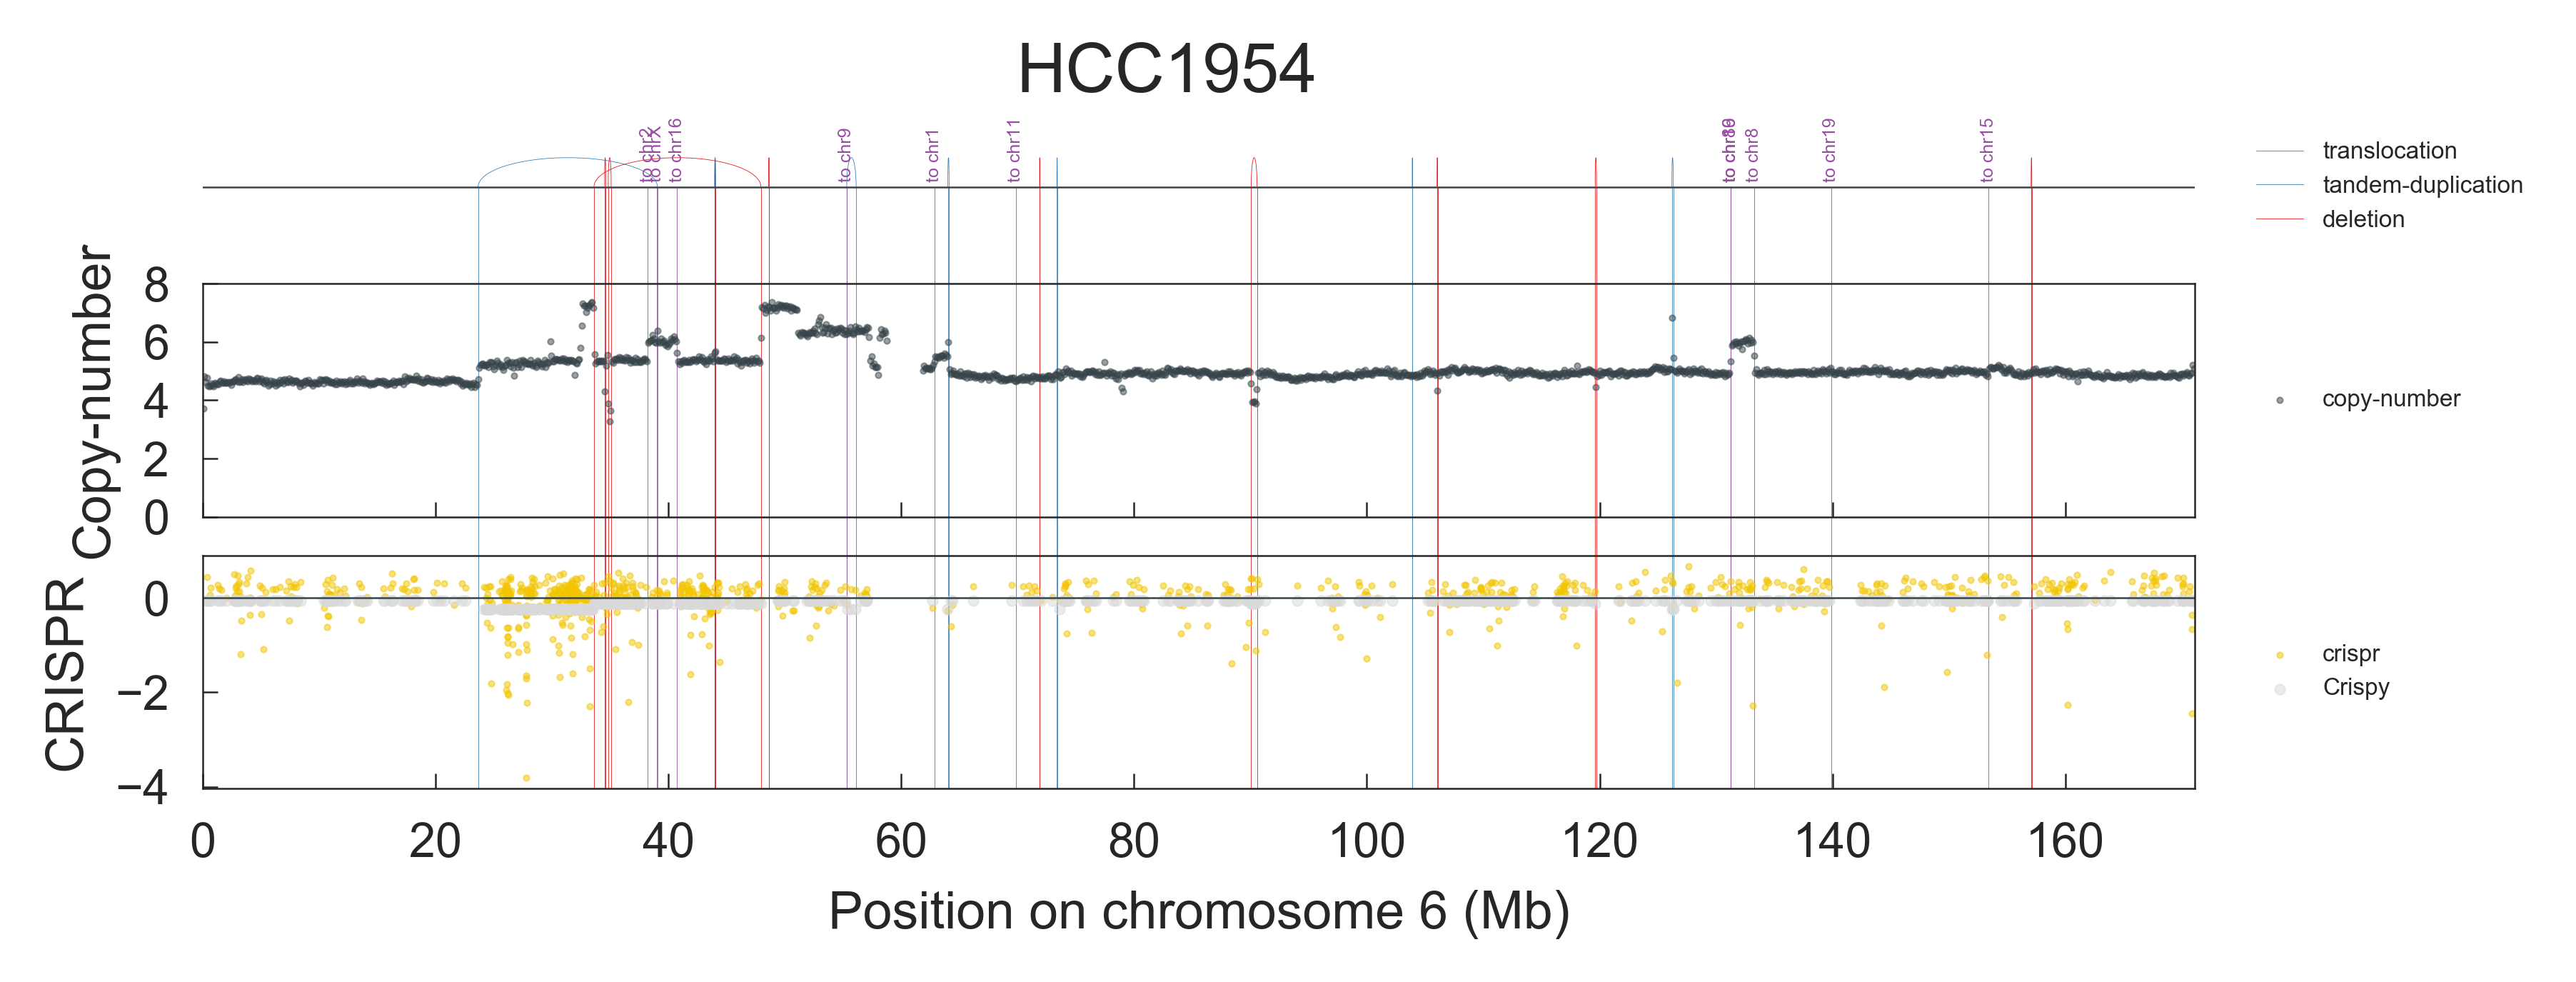 HCC1954
to chr2
to chrX
to chr16
to chr9
to chr1
to chr11
to chr8
to chr19
to chr15
translocation
tandem-duplication
deletion
Copy-number
8
6
4
2
0
copy-number
CRISPR
0
−2
−4
crispr
Crispy
0 20 40 60 80 100 120 140 160
Position on chromosome 6 (Mb)